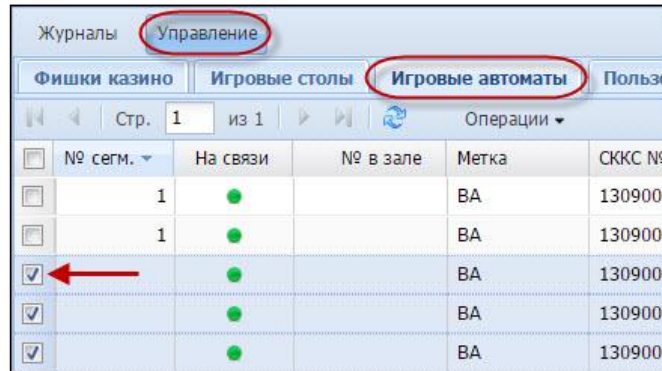 Журналы Управление
Фишки казино Игровые столы Игровые автоматы
Стр. 1 из 1 Операции
№ сегм. На связи № в зале Метка СККС №
1 ВА 130900
1 ВА 130900
ВА 130900
ВА 130900
ВА 130900